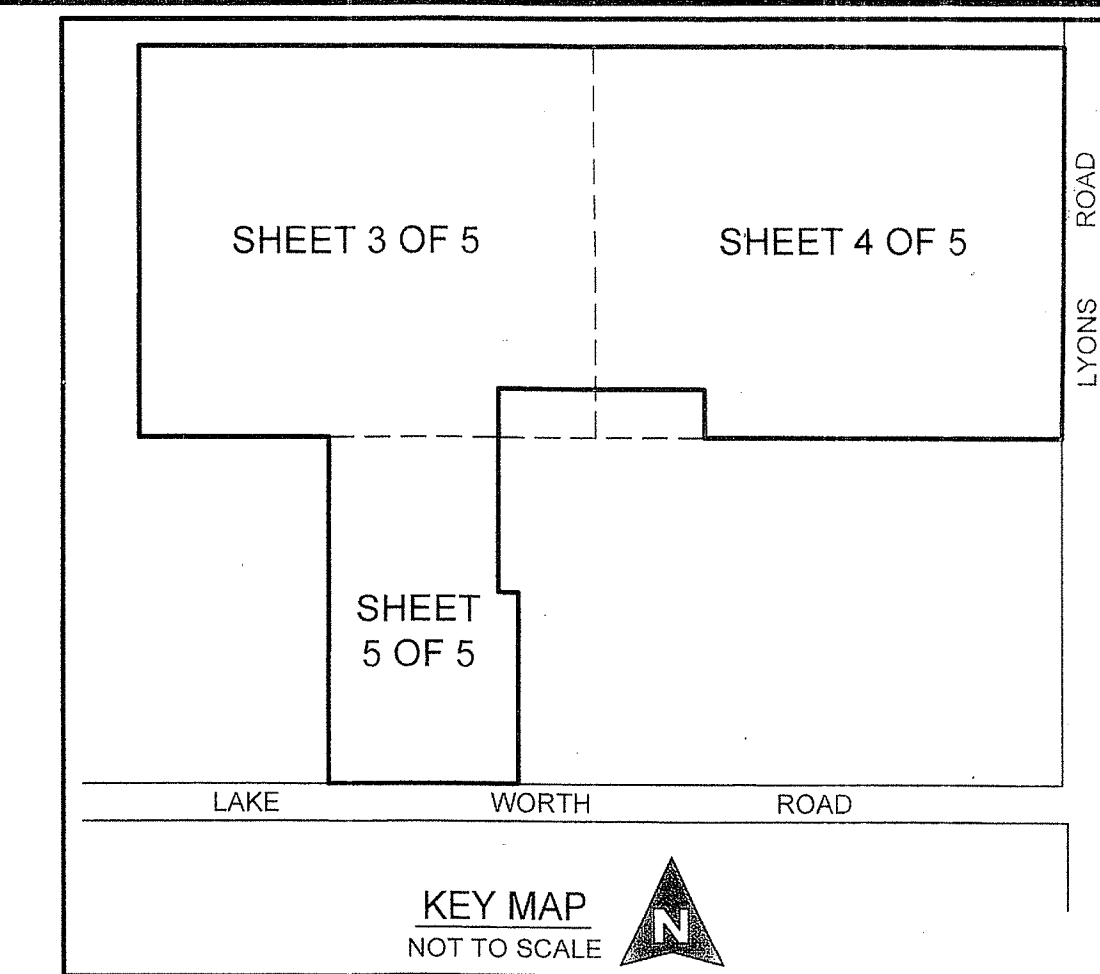 SHEET 3 OF 5
SHEET 4 OF 5
LYONS ROAD
SHEET
5 OF 5
LAKE WORTH ROAD
KEY MAP
NOT TO SCALE
N